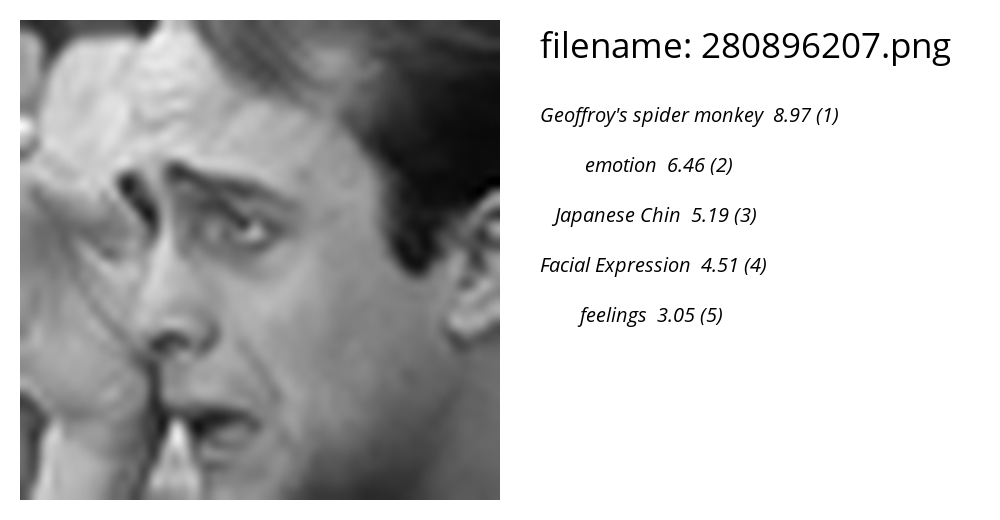 filename: 280896207.png
Geoffroy's spider monkey 8.97 (1)
emotion 6.46 (2)
Japanese Chin 5.19 (3)
Facial Expression 4.51 (4)
feelings 3.05 (5)